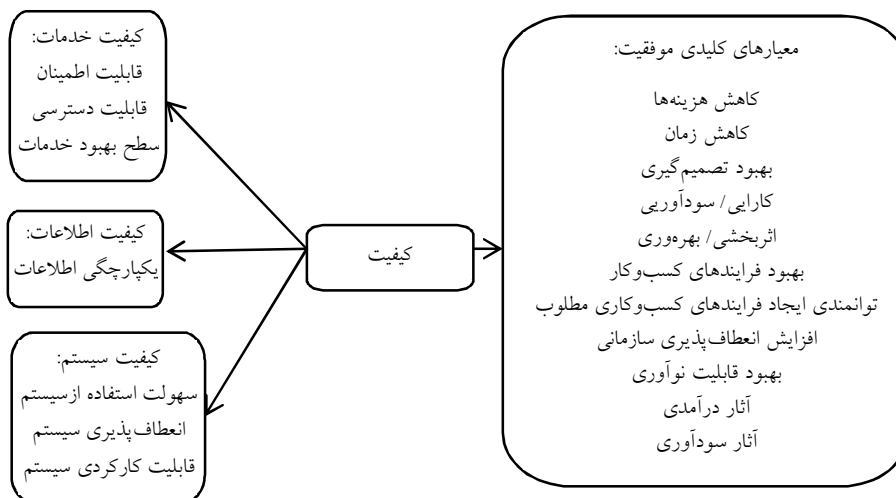 معیارهای کلیدی موفقیت:
کاهش هزینه‌ها
کاهش زمان
بهبود تصمیم‌گیری
کارایی/ سودآوریی
اثربخشی/ بهره‌وری
بهبود فرایندهای کسب‌وکار
توانمندی ایجاد فرایندهای کسب‌وکاری مطلوب
افزایش انعطاف‌پذیری سازمانی
بهبود قابلیت نوآوری
آثار درآمدی
آثار سودآوری
کیفیت
کیفیت خدمات:
قابلیت اطمینان
قابلیت دسترسی
سطح بهبود خدمات
کیفیت اطلاعات:
یکپارچگی اطلاعات
کیفیت سیستم:
سهولت استفاده ازسیستم
انعطاف‌پذیری سیستم
قابلیت کارکردی سیستم